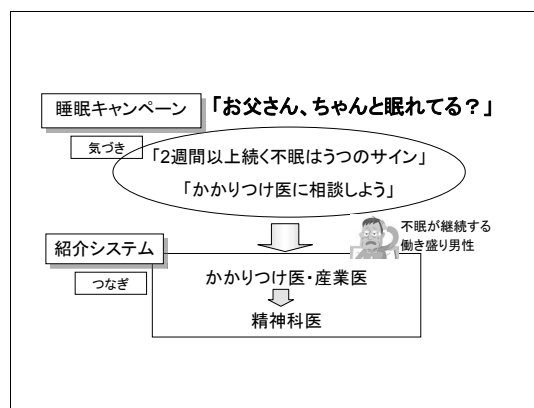 睡眠キャンペーン 「お父さん、ちゃんと眠れてる？」
気づき
「2週間以上続く不眠はうつのサイン」
「かかりつけ医に相談しよう」
不眠が継続する
働き盛り男性
紹介システム
つなぎ
かかりつけ医・産業医
精神科医